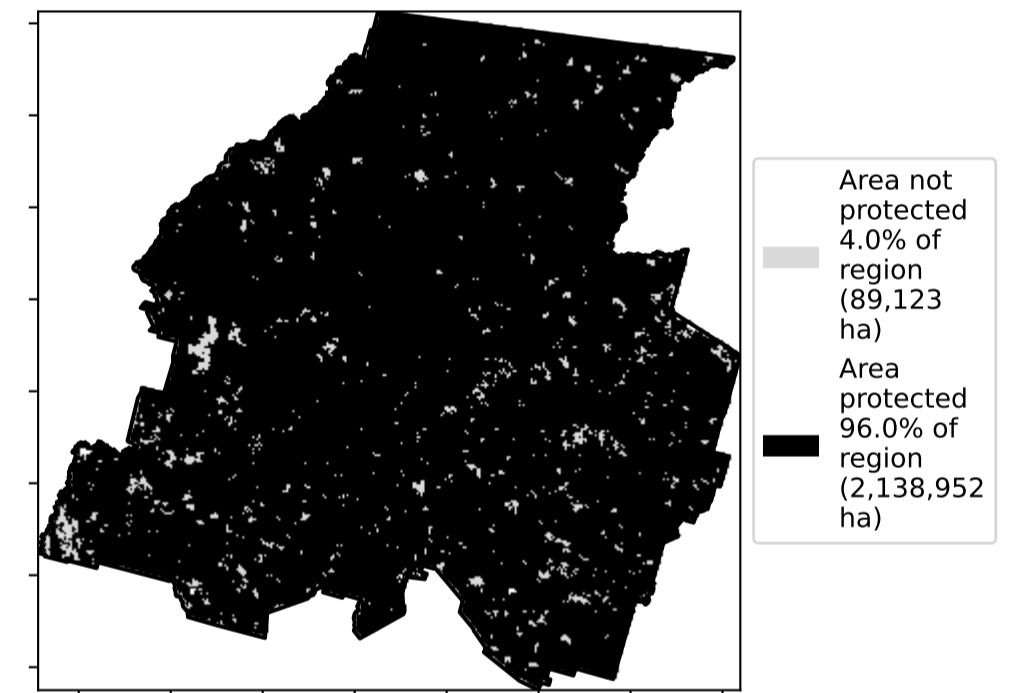 Area not
protected
4.0% of
region
(89,123
ha)
Area
protected
96.0% of
region
(2,138,952
ha)